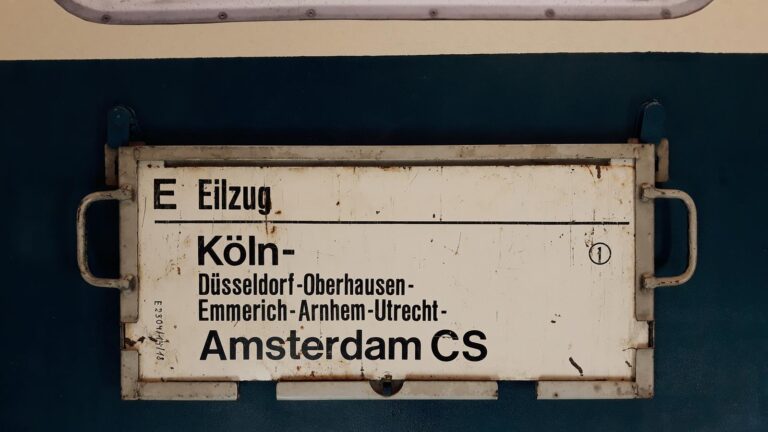 E Eilzug
Köln-
Düsseldorf-Oberhausen-
Emmerich-Arnhem-Utrecht-
Amsterdam CS
1